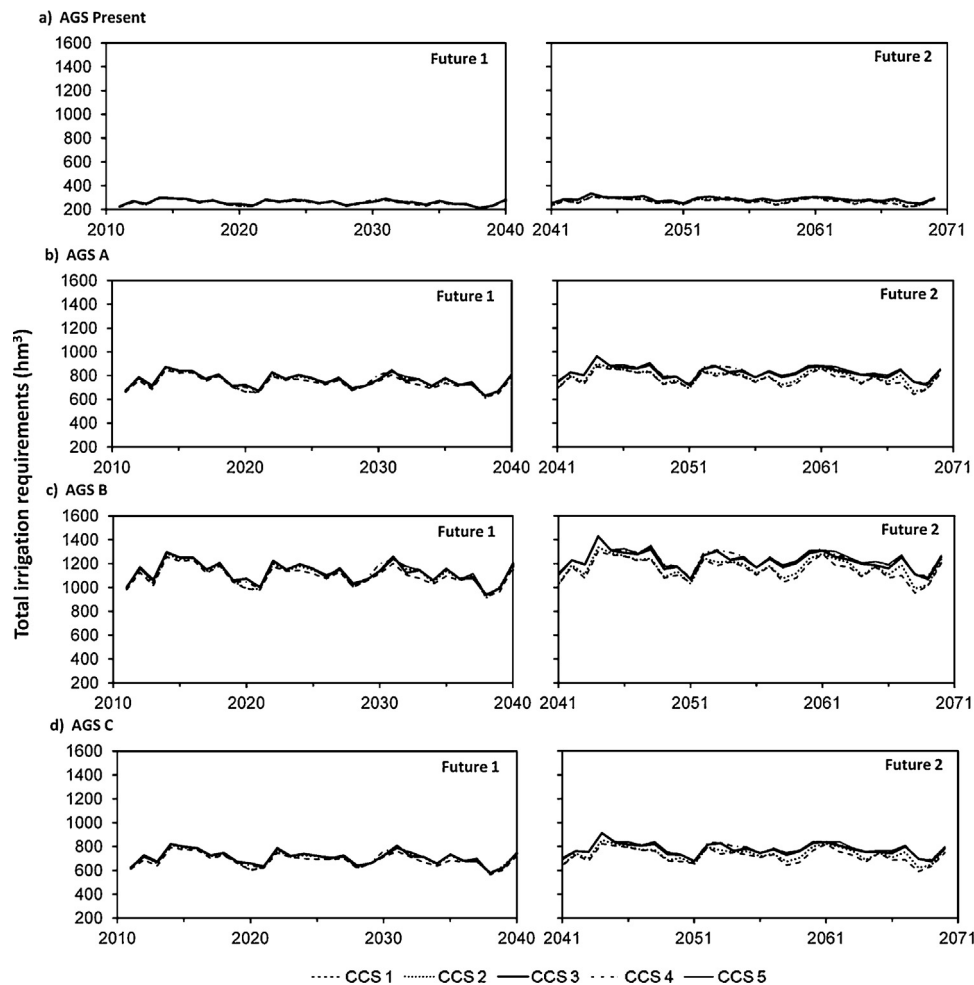 a) AGS Present
1600
1400
1200
1000
800
600
400
200
Future 1
2010 2020 2030 2040
Future 2
2041 2051 2061 2071
b) AGS A
1600
1400
1200
1000
800
600
400
200
Future 1
2010 2020 2030 2040
Future 2
2041 2051 2061 2071
Total irrigation requirements (hm³)
c) AGS B
1600
1400
1200
1000
800
600
400
200
Future 1
2010 2020 2030 2040
Future 2
2041 2051 2061 2071
d) AGS C
1600
1400
1200
1000
800
600
400
200
Future 1
2010 2020 2030 2040
Future 2
2041 2051 2061 2071
CCS 1 CCS 2 CCS 3 CCS 4 CCS 5